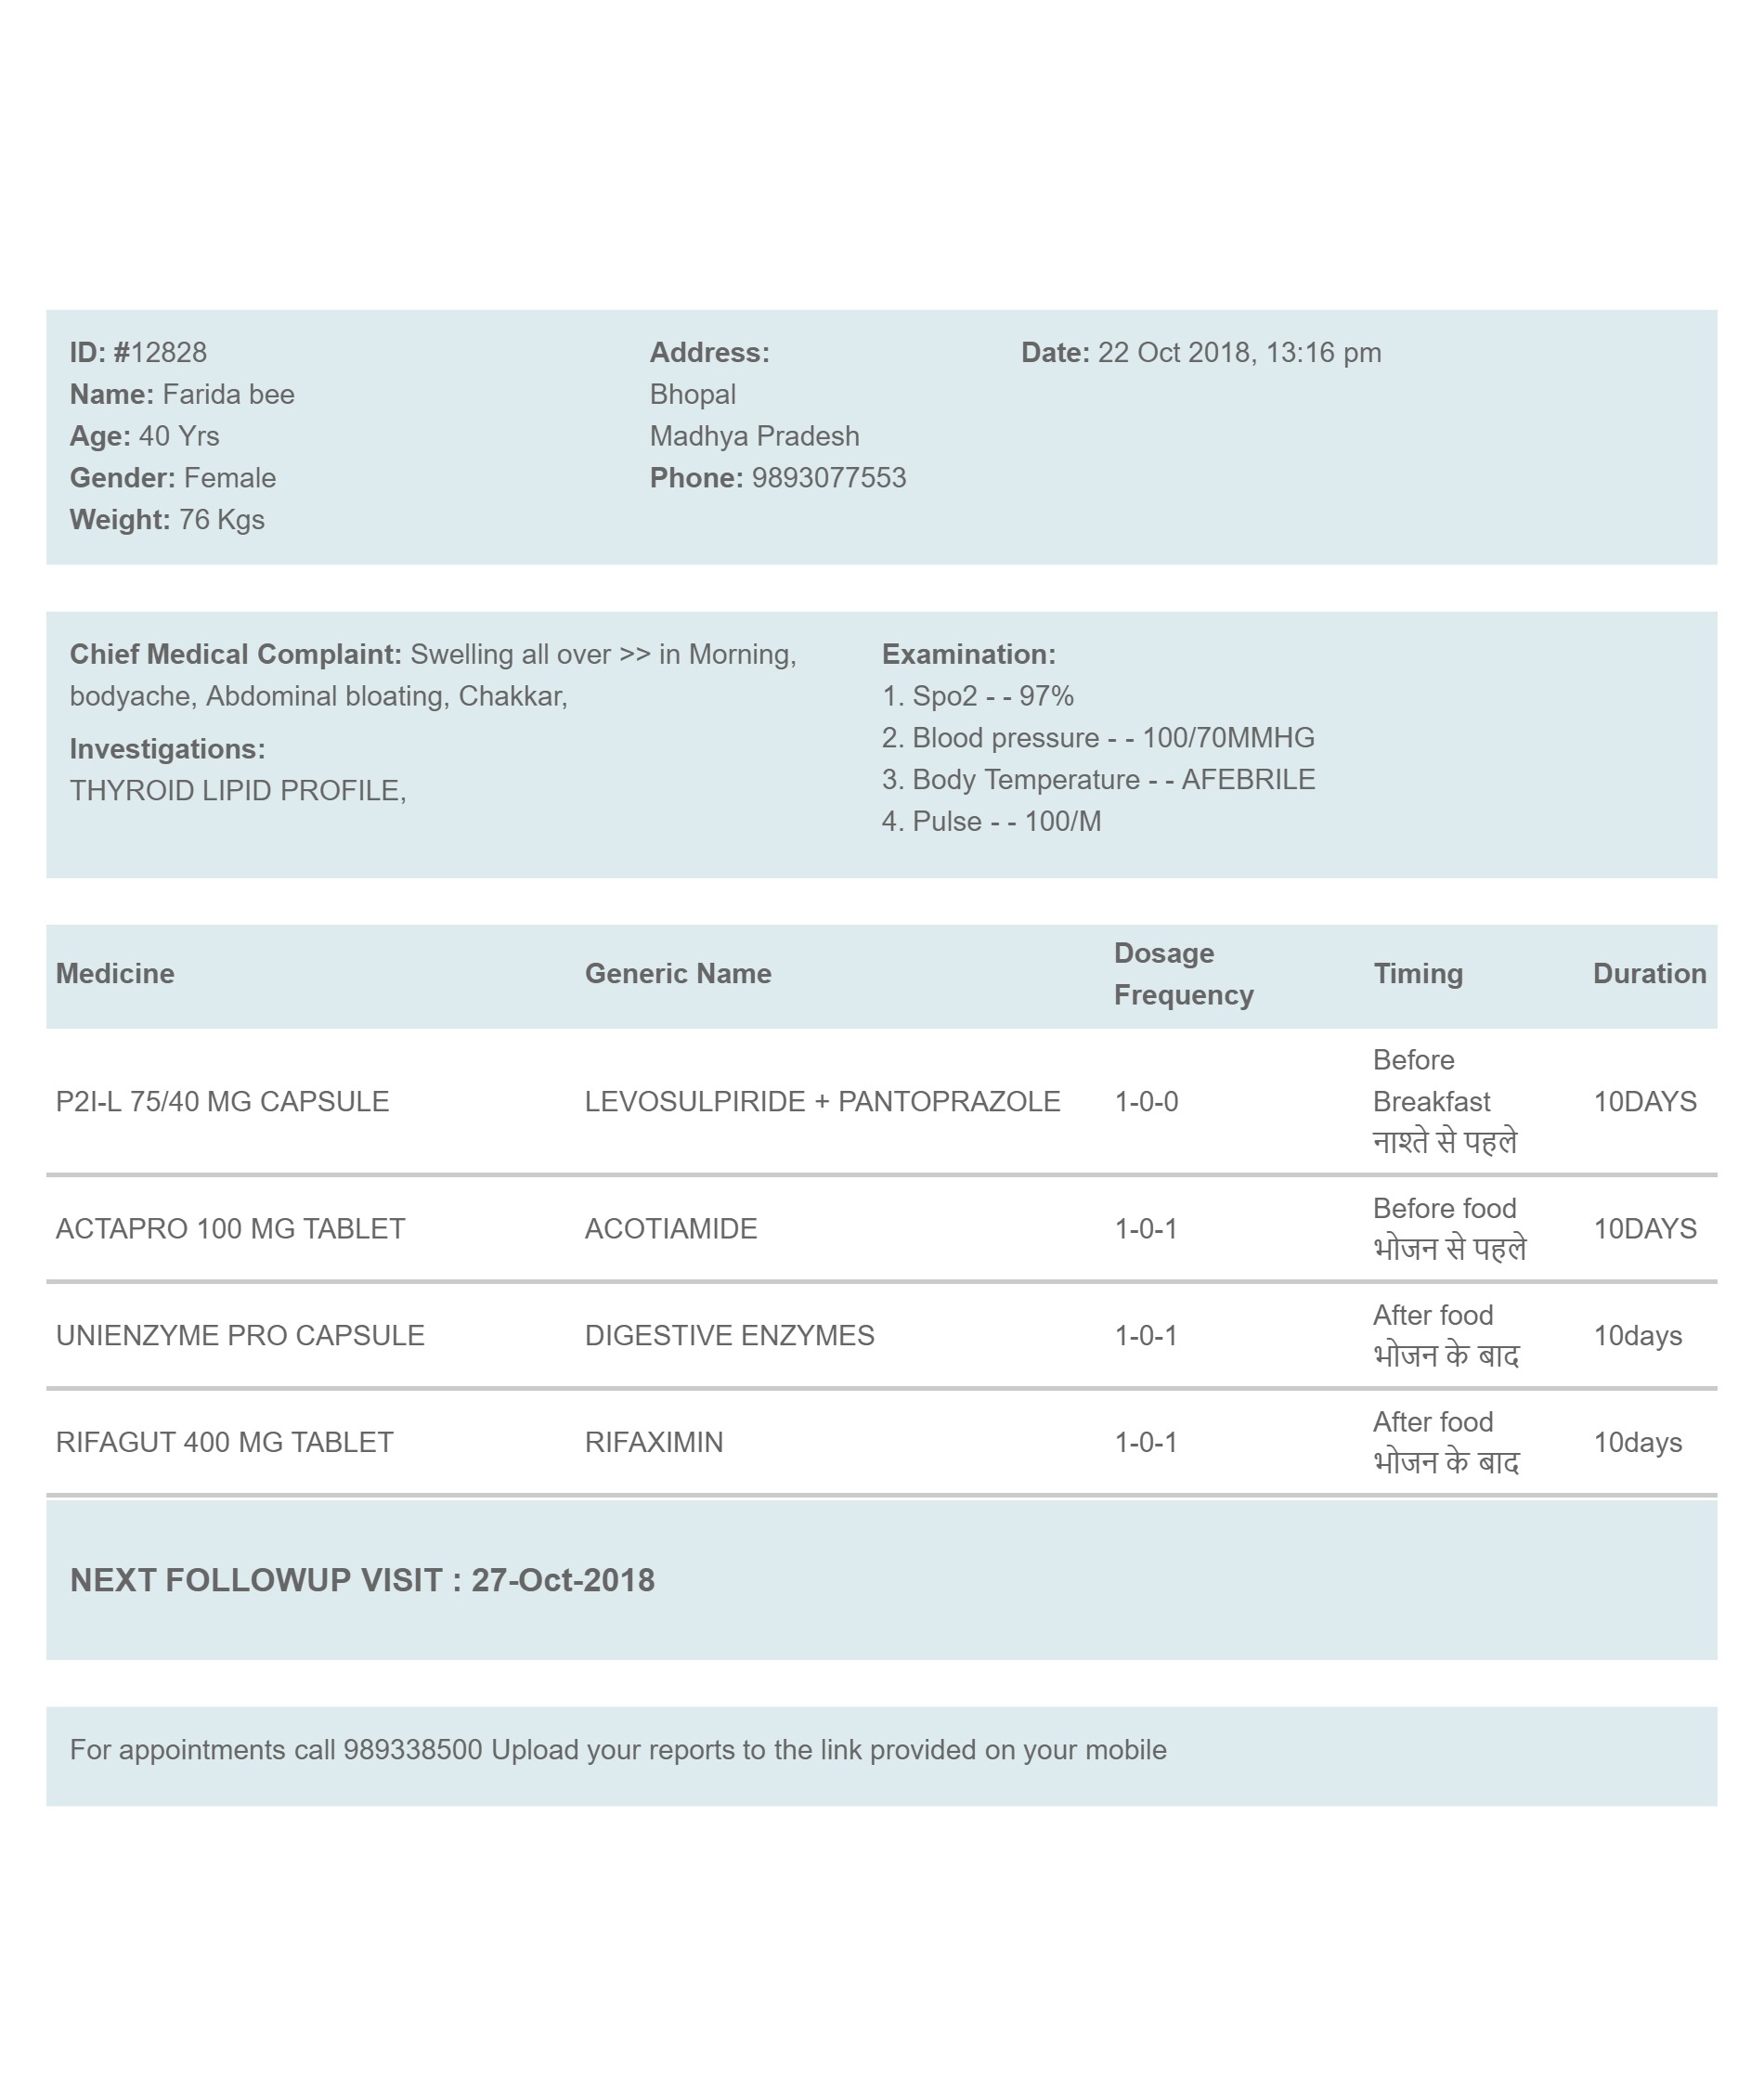 ID: #12828
Name: Farida bee
Age: 40 Yrs
Gender: Female
Weight: 76 Kgs
Address:
Bhopal
Madhya Pradesh
Phone: 9893077553
Date: 22 Oct 2018, 13:16 pm
Chief Medical Complaint: Swelling all over >> in Morning,
bodyache, Abdominal bloating, Chakkar,
Investigations:
THYROID LIPID PROFILE,
Examination:
1. Spo2 - - 97%
2. Blood pressure - - 100/70MMHG
3. Body Temperature - - AFEBRILE
4. Pulse - - 100/M
Medicine Generic Name Dosage Frequency Timing Duration
P2I-L 75/40 MG CAPSULE LEVOSULPIRIDE + PANTOPRAZOLE 1-0-0 Before Breakfast नाश्ते से पहले 10DAYS
ACTAPRO 100 MG TABLET ACOTIAMIDE 1-0-1 Before food भोजन से पहले 10DAYS
UNIENZYME PRO CAPSULE DIGESTIVE ENZYMES 1-0-1 After food भोजन के बाद 10days
RIFAGUT 400 MG TABLET RIFAXIMIN 1-0-1 After food भोजन के बाद 10days
NEXT FOLLOWUP VISIT : 27-Oct-2018
For appointments call 989338500 Upload your reports to the link provided on your mobile